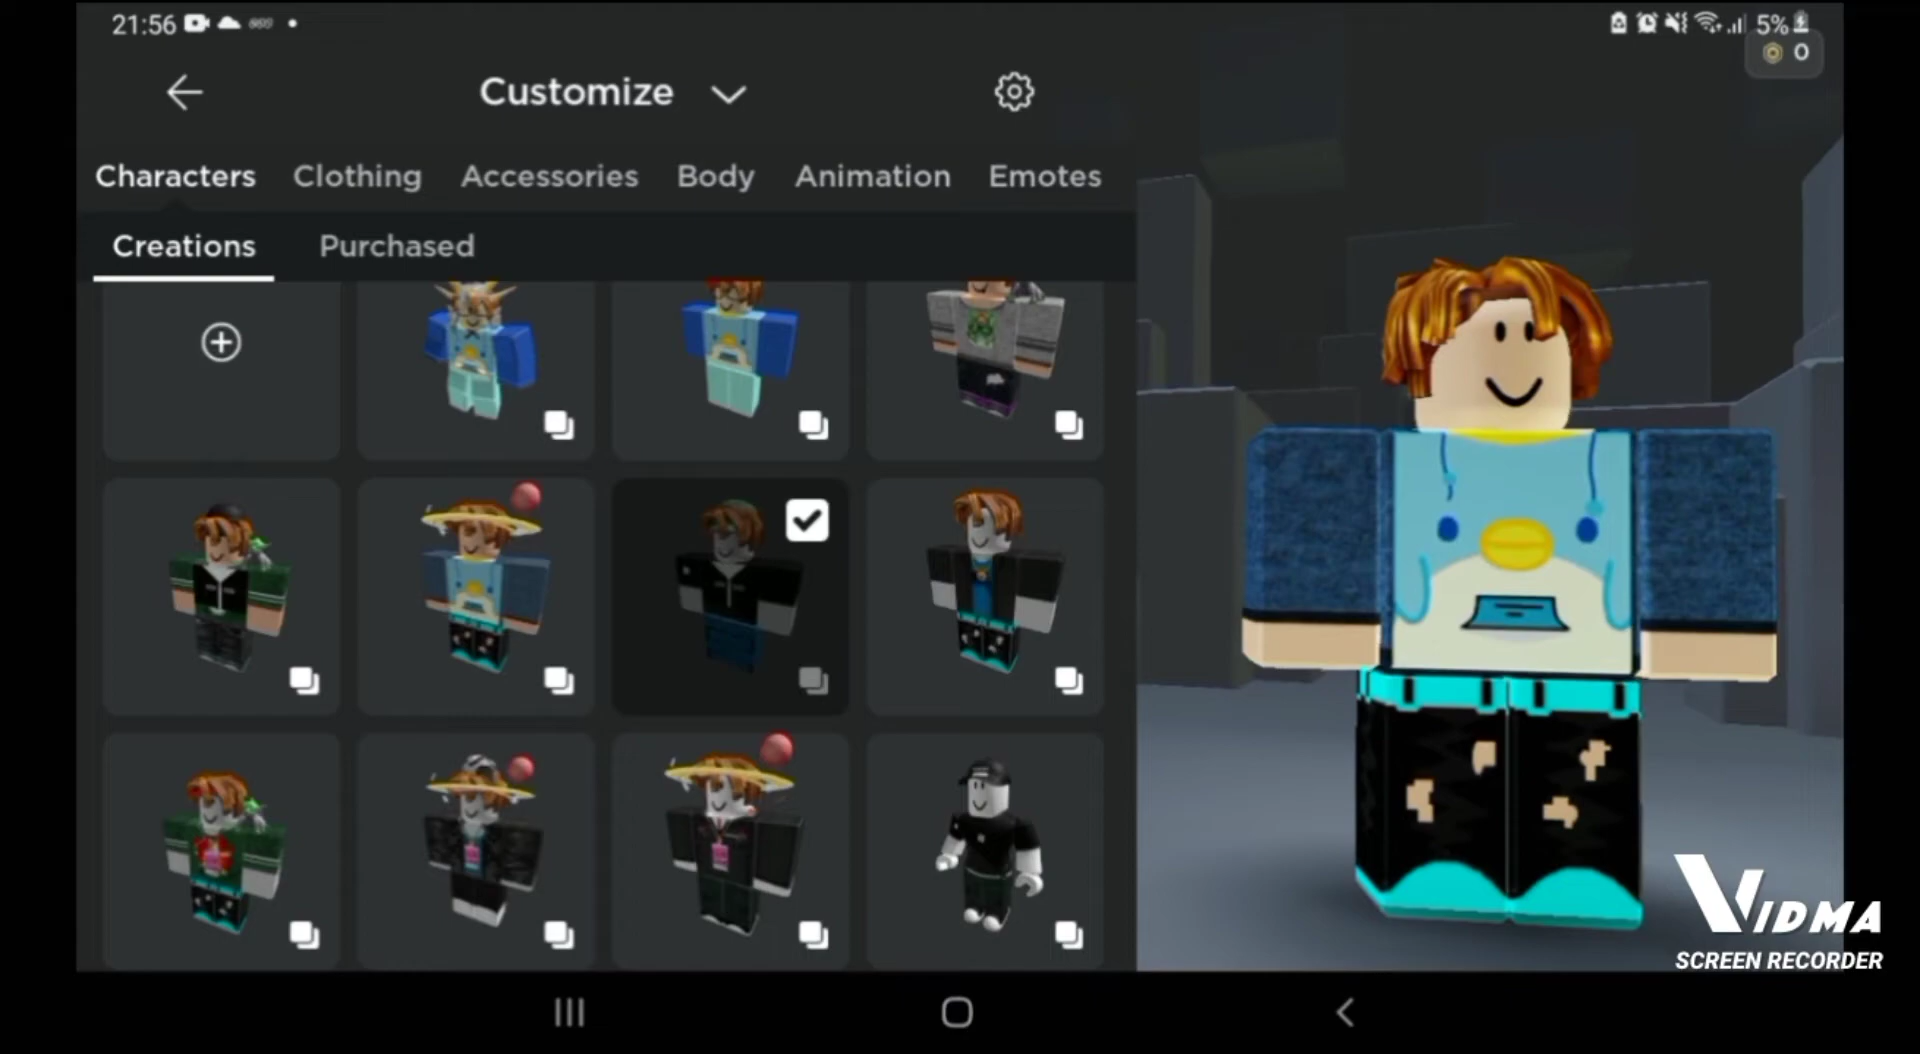 21:56
5%
0
Customize
Characters Clothing Accessories Body Animation Emotes
Creations Purchased
VIDMA
SCREEN RECORDER